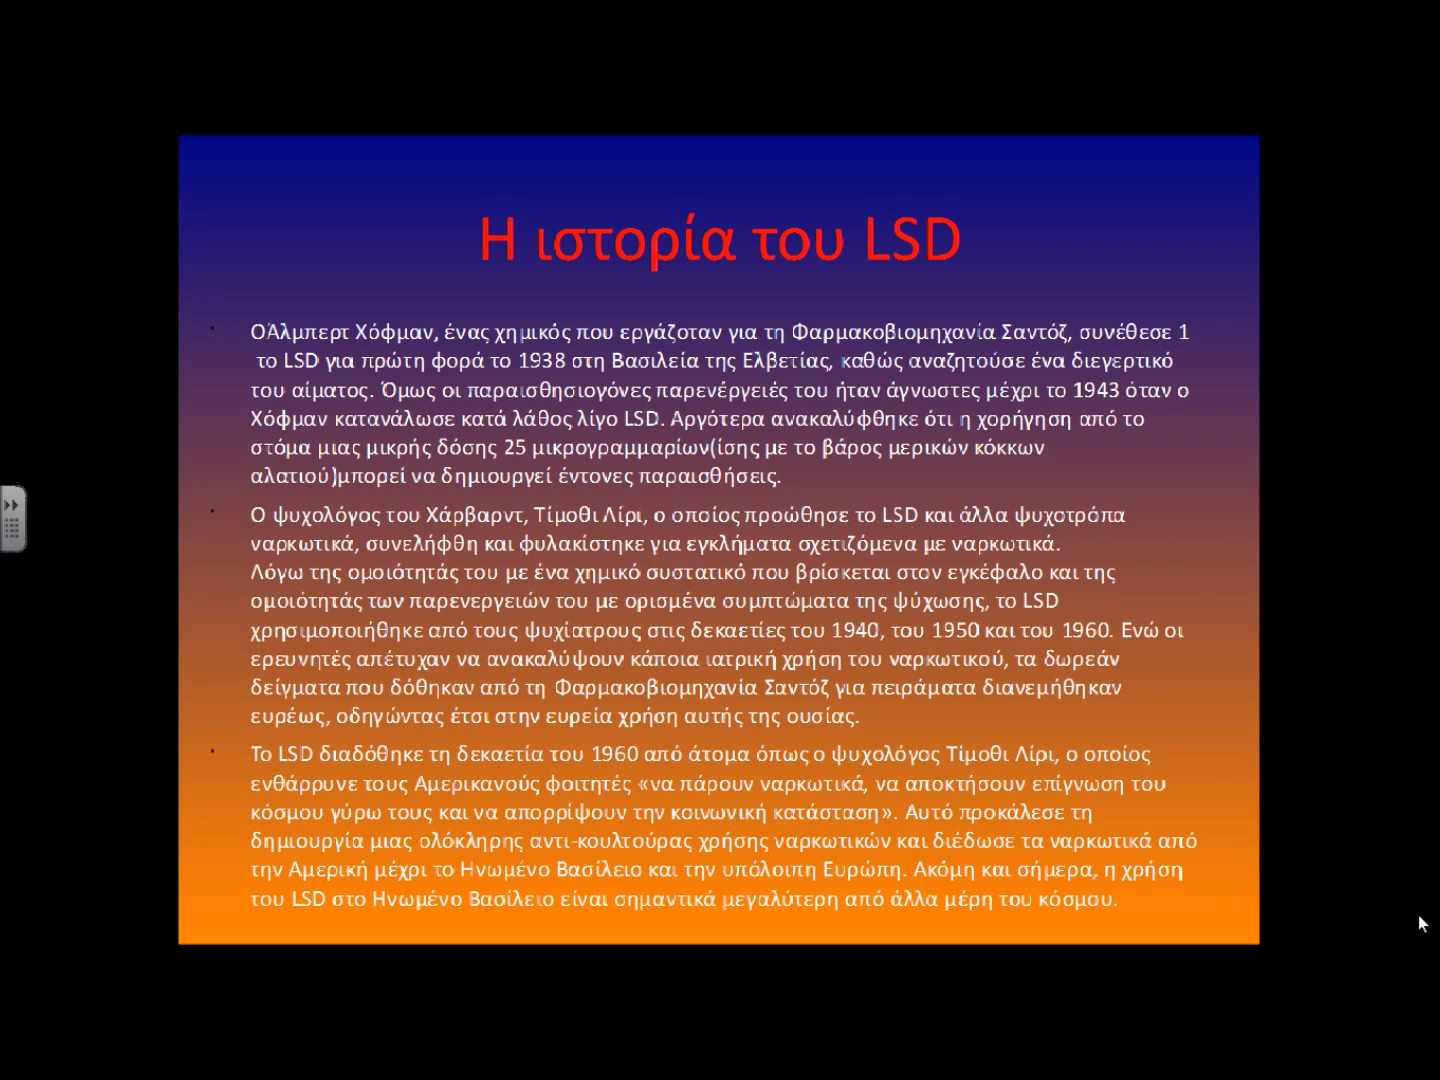 Η ιστορία του LSD
• ΟΆλμπερτ Χόφμαν, ένας χημικός που εργάζοταν για τη Φαρμακοβιομηχανία Σαντόζ, συνέθεσε 1
το LSD για πρώτη φορά το 1938 στη Βασιλεία της Ελβετίας, καθώς αναζητούσε ένα διεγερτικό
του αίματος. Όμως οι παραισθησιογόνες παρενέργειές του ήταν άγνωστες μέχρι το 1943 όταν ο
Χόφμαν κατανάλωσε κατά λάθος λίγο LSD. Αργότερα ανακαλύφθηκε ότι η χορήγηση από το
στόμα μιας μικρής δόσης 25 μικρογραμμαρίων(ίσης με το βάρος μερικών κόκκων
αλατιού)μπορεί να δημιουργεί έντονες παραισθήσεις.
• Ο ψυχολόγος του Χάρβαρντ, Τίμοθι Λίρι, ο οποίος προώθησε το LSD και άλλα ψυχοτρόπα
ναρκωτικά, συνελήφθη και φυλακίστηκε για εγκλήματα σχετιζόμενα με ναρκωτικά.
Λόγω της ομοιότητάς του με ένα χημικό συστατικό που βρίσκεται στον εγκέφαλο και της
ομοιότητάς των παρενεργειών του με ορισμένα συμπτώματα της ψύχωσης, το LSD
χρησιμοποιήθηκε από τους ψυχίατρους στις δεκαετίες του 1940, του 1950 και του 1960. Ενώ οι
ερευνητές απέτυχαν να ανακαλύψουν κάποια ιατρική χρήση του ναρκωτικού, τα δωρεάν
δείγματα που δόθηκαν από τη Φαρμακοβιομηχανία Σαντόζ για πειράματα διανεμήθηκαν
ευρέως, οδηγώντας έτσι στην ευρεία χρήση αυτής της ουσίας.
• Το LSD διαδόθηκε τη δεκαετία του 1960 από άτομα όπως ο ψυχολόγος Τίμοθι Λίρι, ο οποίος
ενθάρρυνε τους Αμερικανούς φοιτητές «να πάρουν ναρκωτικά, να αποκτήσουν επίγνωση του
κόσμου γύρω τους και να απορρίψουν την κοινωνική κατάσταση». Αυτό προκάλεσε τη
δημιουργία μιας ολόκληρης αντι-κουλτούρας χρήσης ναρκωτικών και διέδωσε τα ναρκωτικά από
την Αμερική μέχρι το Ηνωμένο Βασίλειο και την υπόλοιπη Ευρώπη. Ακόμη και σήμερα, η χρήση
του LSD στο Ηνωμένο Βασίλειο είναι σημαντικά μεγαλύτερη από άλλα μέρη του κόσμου.